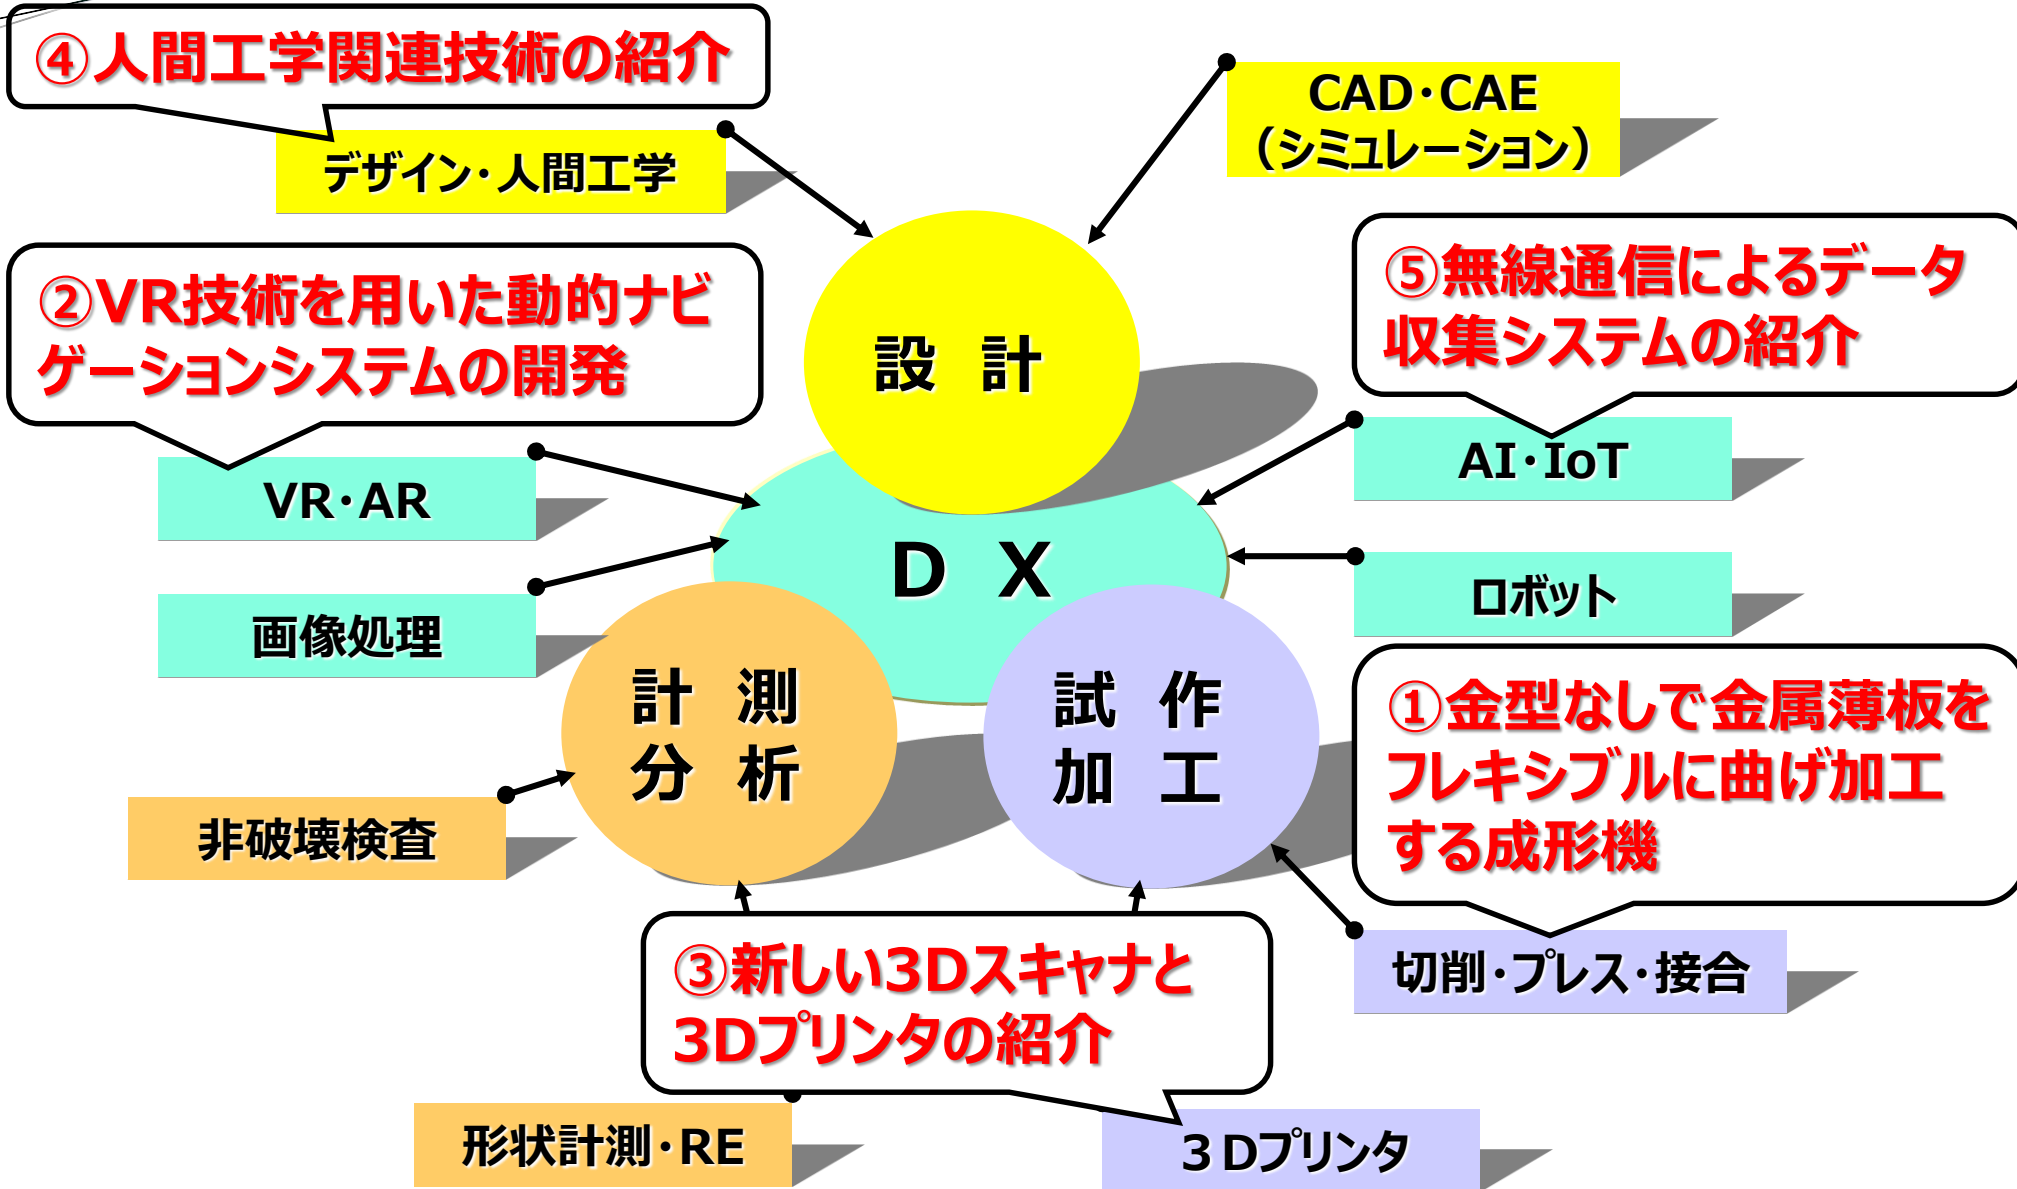 ④人間工学関連技術の紹介
デザイン・人間工学
CAD・CAE
（シミュレーション）
②VR技術を用いた動的ナビ
ゲーションシステムの開発
設 計
⑤無線通信によるデータ
収集システムの紹介
VR・AR
AI・IoT
D X
画像処理
ロボット
計 測
分 析
試 作
加 工
①金型なしで金属薄板を
フレキシブルに曲げ加工
する成形機
非破壊検査
③新しい3Dスキャナと
3Dプリンタの紹介
切削・プレス・接合
形状計測・RE
３Dプリンタ